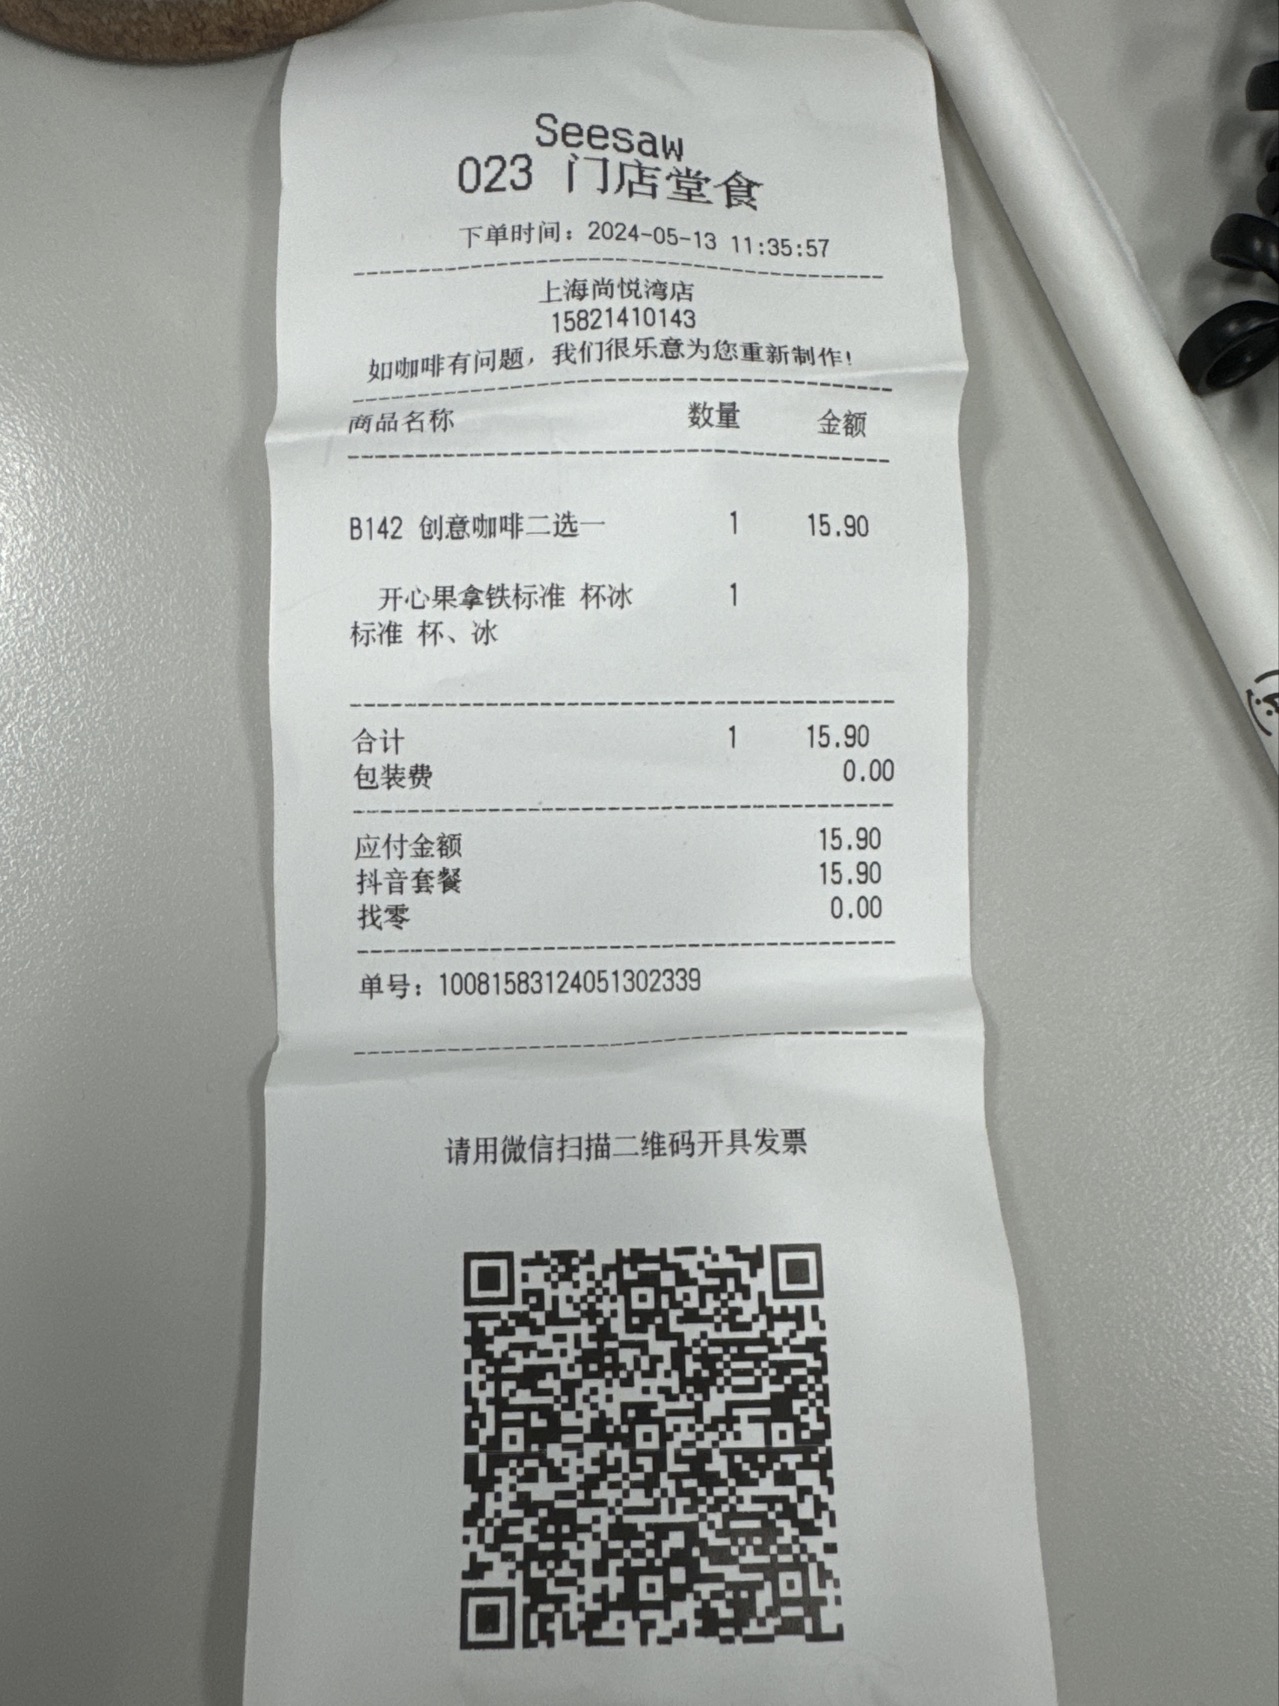 Seesaw
023 门店堂食
下单时间：2024-05-13 11:35:57
上海尚悦湾店
15821410143
如咖啡有问题，我们很乐意为您重新制作！
商品名称 数量 金额
B142 创意咖啡二选一 1 15.90
开心果拿铁标准 杯冰 1
标准 杯、冰
合计 1 15.90
包装费 0.00
应付金额 15.90
抖音套餐 15.90
找零 0.00
单号：10081583124051302339
请用微信扫描二维码开具发票